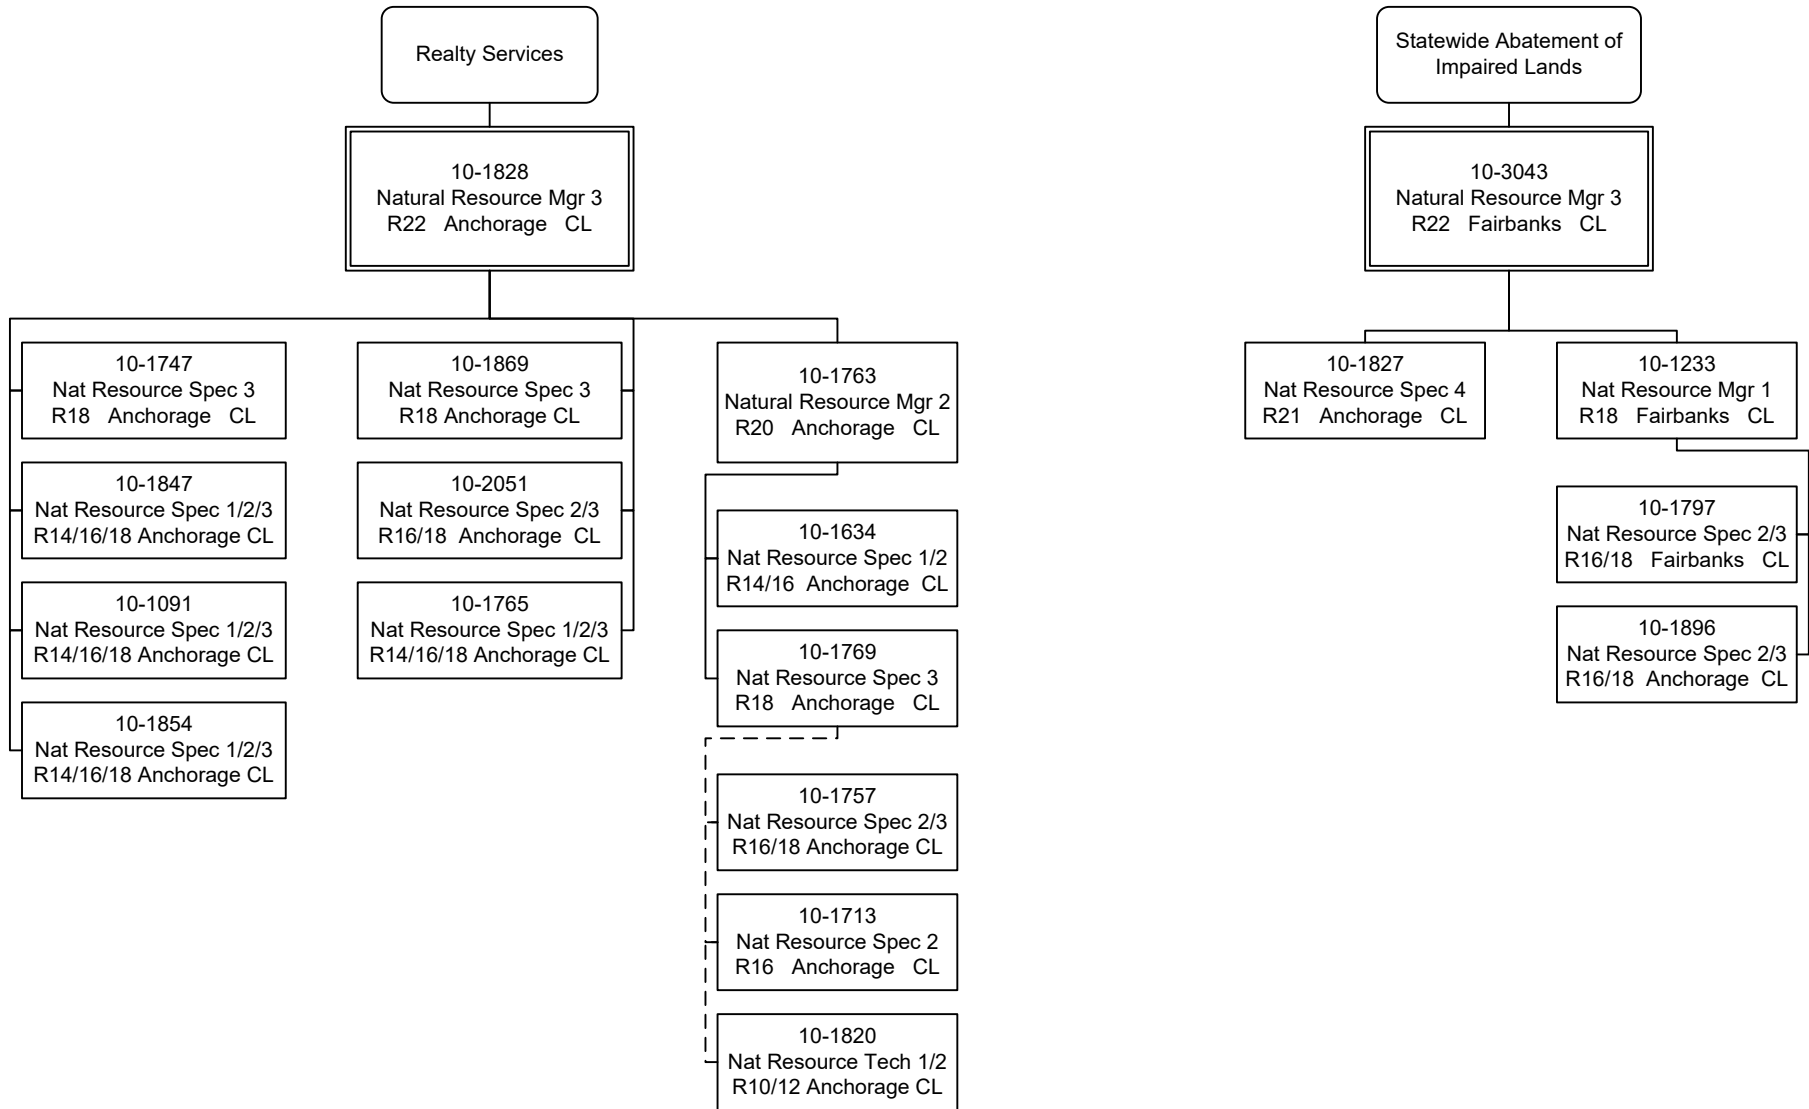 Realty Services
10-1828
Natural Resource Mgr 3
R22 Anchorage CL
10-1747
Nat Resource Spec 3
R18 Anchorage CL
10-1847
Nat Resource Spec 1/2/3
R14/16/18 Anchorage CL
10-1091
Nat Resource Spec 1/2/3
R14/16/18 Anchorage CL
10-1854
Nat Resource Spec 1/2/3
R14/16/18 Anchorage CL
10-1869
Nat Resource Spec 3
R18 Anchorage CL
10-2051
Nat Resource Spec 2/3
R16/18 Anchorage CL
10-1765
Nat Resource Spec 1/2/3
R14/16/18 Anchorage CL
10-1763
Natural Resource Mgr 2
R20 Anchorage CL
10-1634
Nat Resource Spec 1/2
R14/16 Anchorage CL
10-1769
Nat Resource Spec 3
R18 Anchorage CL
10-1757
Nat Resource Spec 2/3
R16/18 Anchorage CL
10-1713
Nat Resource Spec 2
R16 Anchorage CL
10-1820
Nat Resource Tech 1/2
R10/12 Anchorage CL
Statewide Abatement of
Impaired Lands
10-3043
Natural Resource Mgr 3
R22 Fairbanks CL
10-1827
Nat Resource Spec 4
R21 Anchorage CL
10-1233
Nat Resource Mgr 1
R18 Fairbanks CL
10-1797
Nat Resource Spec 2/3
R16/18 Fairbanks CL
10-1896
Nat Resource Spec 2/3
R16/18 Anchorage CL